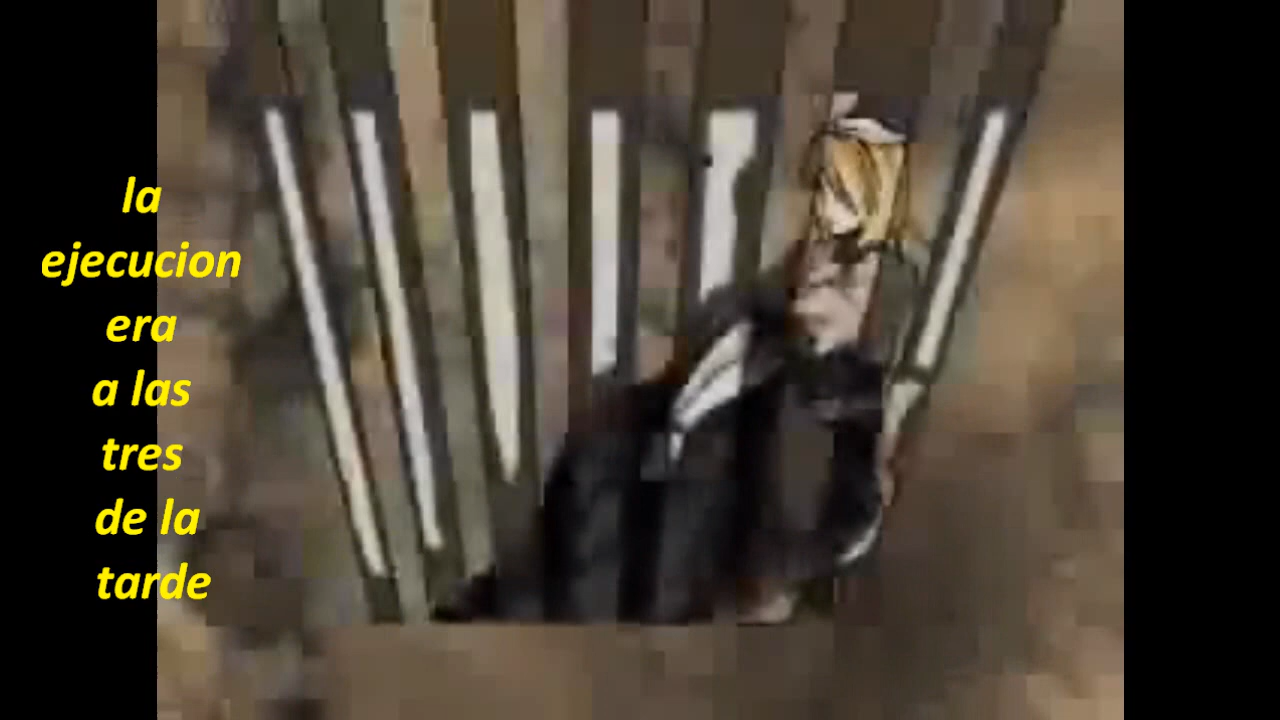 la
ejecucion
era
a las
tres
de la
tarde